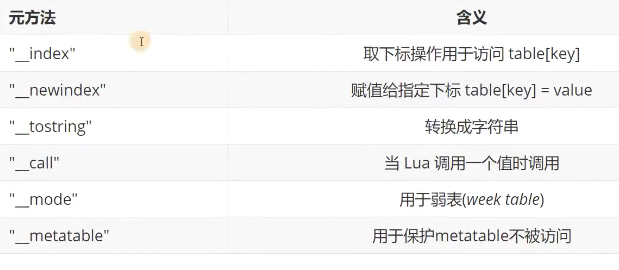 元方法 含义
"__index" 取下标操作用于访问 table[key]
"__newindex" 赋值给指定下标 table[key] = value
"__tostring" 转换成字符串
"__call" 当 Lua 调用一个值时调用
"__mode" 用于弱表(week table)
"__metatable" 用于保护metatable不被访问